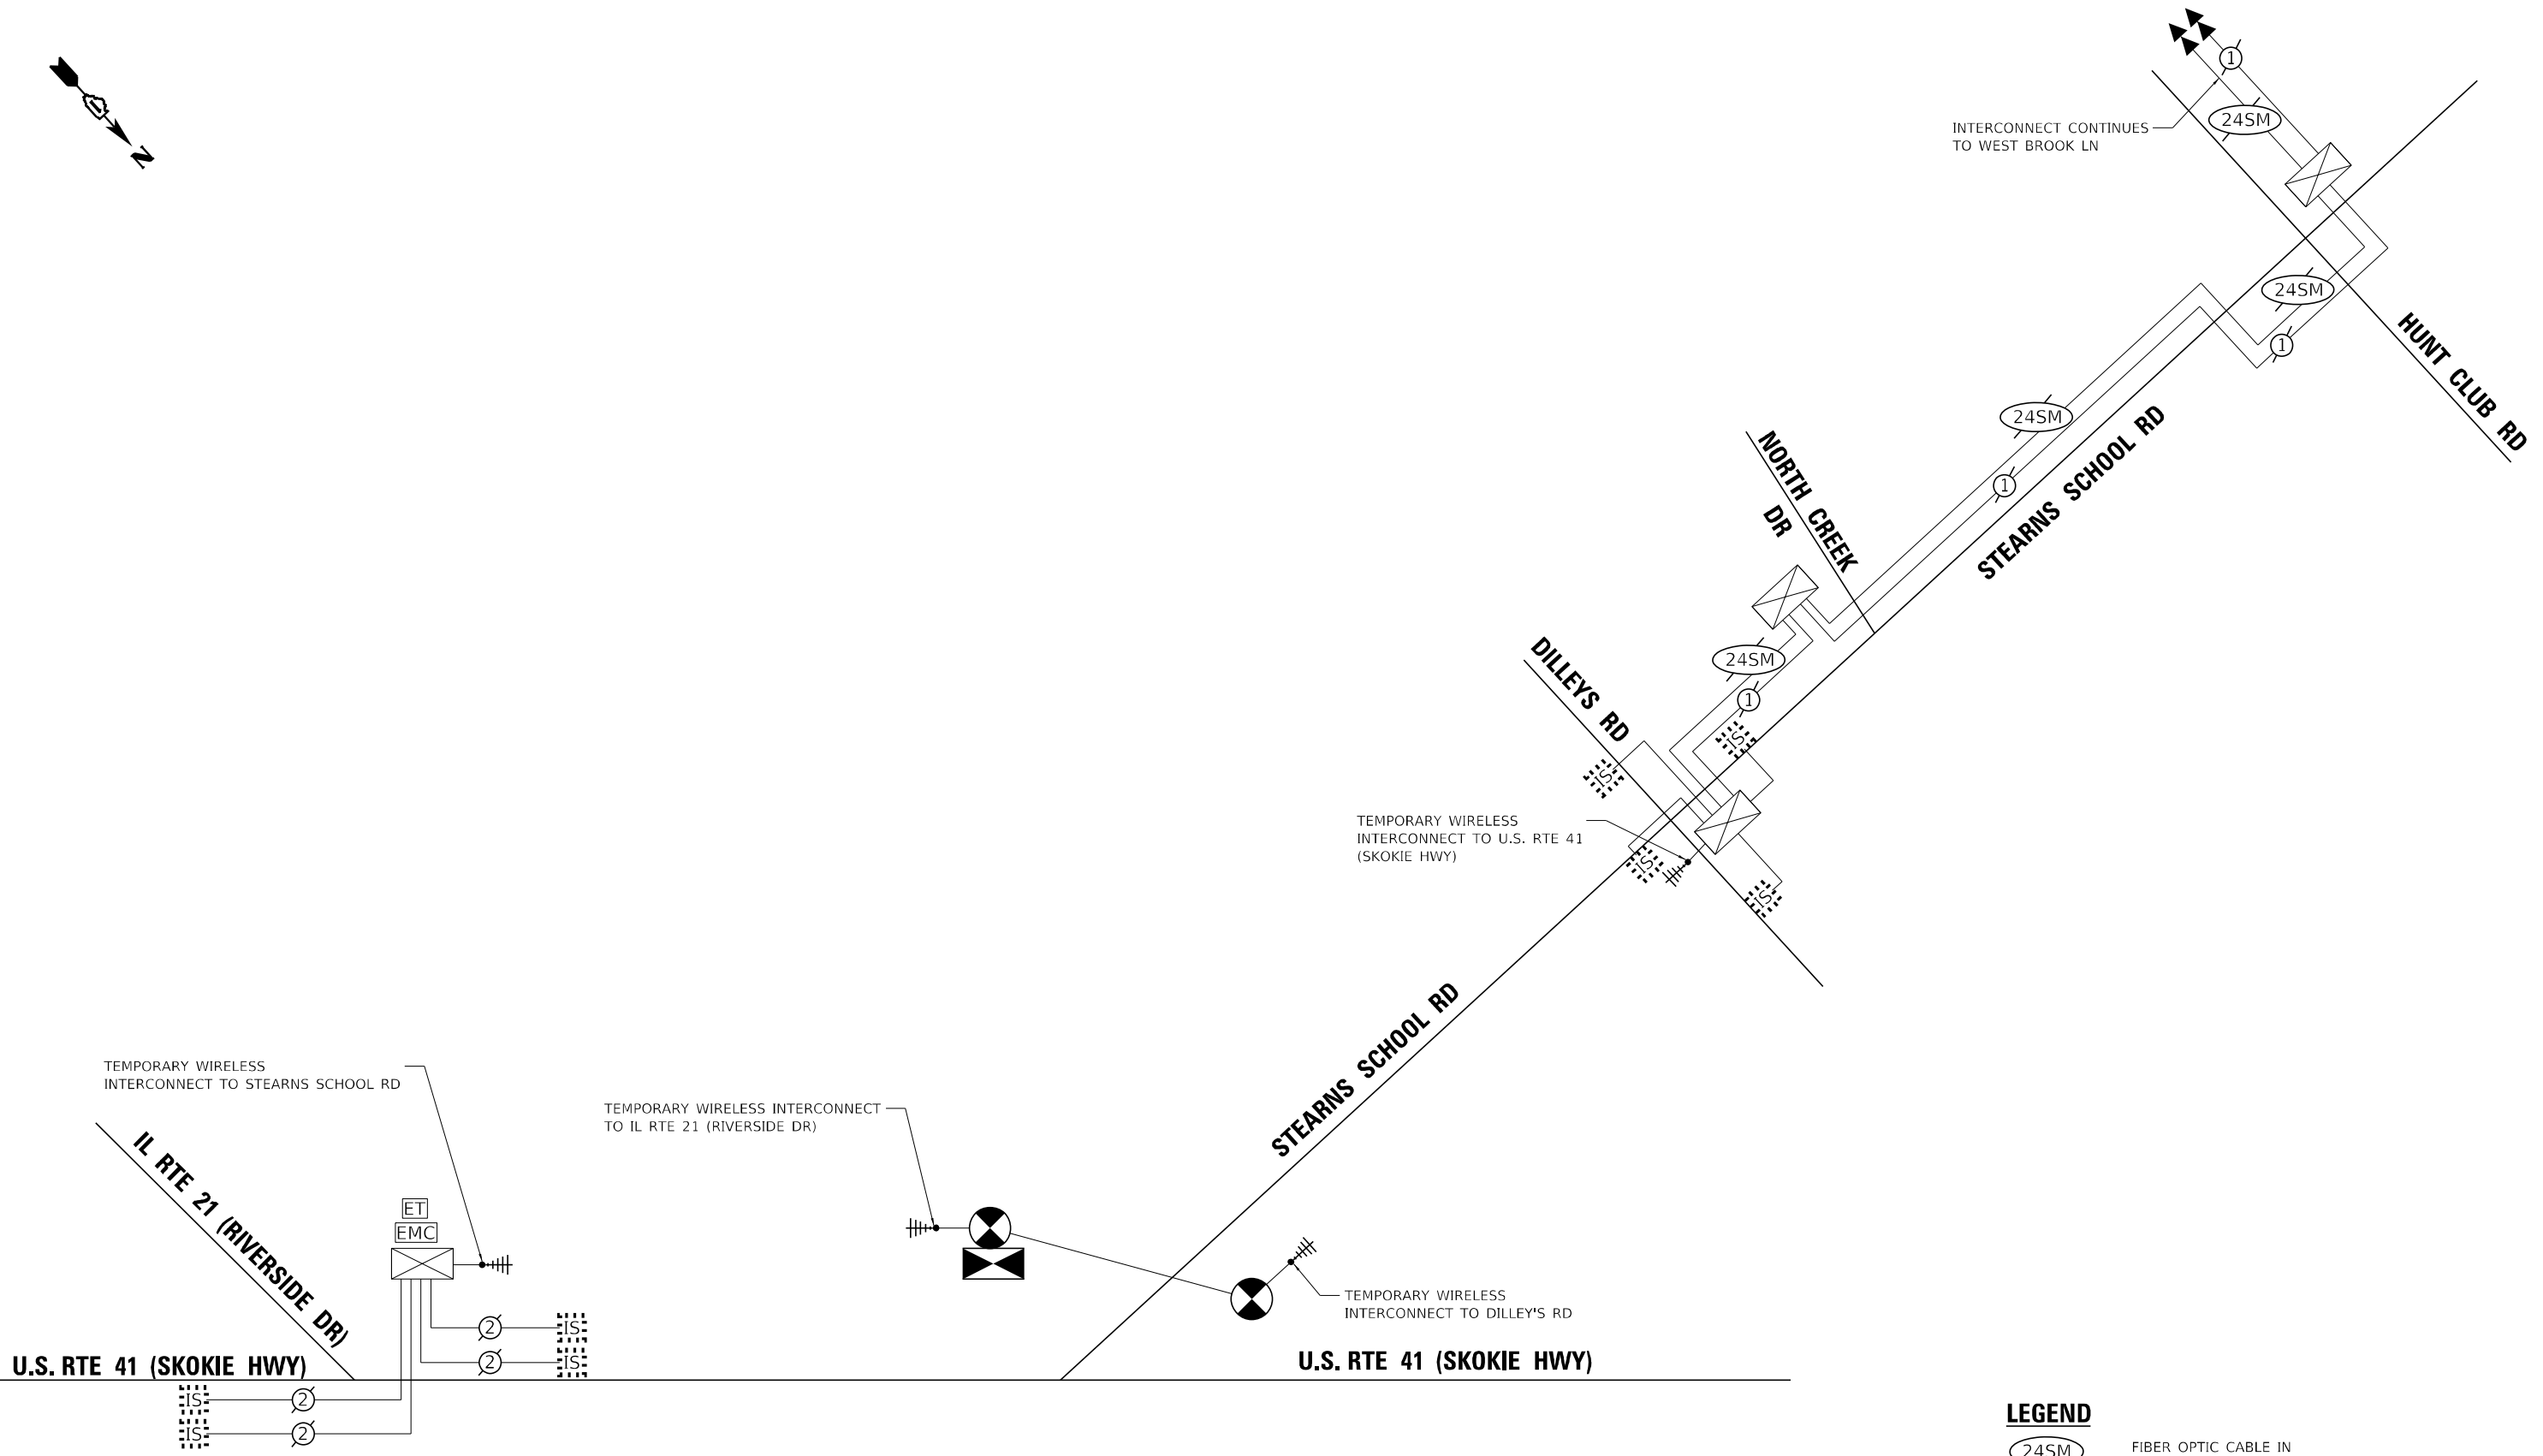 N
1
24SM
INTERCONNECT CONTINUES
TO WEST BROOK LN
24SM
1
HUNT CLUB RD
24SM
1
STEARNS SCHOOL RD
NORTH CREEK
DR
24SM
1
DILLEYS RD
IS
IS
TEMPORARY WIRELESS
INTERCONNECT TO U.S. RTE 41
(SKOKIE HWY)
IS
IS
STEARNS SCHOOL RD
TEMPORARY WIRELESS
INTERCONNECT TO STEARNS SCHOOL RD
TEMPORARY WIRELESS INTERCONNECT
TO IL RTE 21 (RIVERSIDE DR)
IL RTE 21 (RIVERSIDE DR)
ET
EMC
TEMPORARY WIRELESS
INTERCONNECT TO DILLEY'S RD
2
IS
2
IS
U.S. RTE 41 (SKOKIE HWY)
U.S. RTE 41 (SKOKIE HWY)
IS
2
IS
2
LEGEND
24SM
FIBER OPTIC CABLE IN